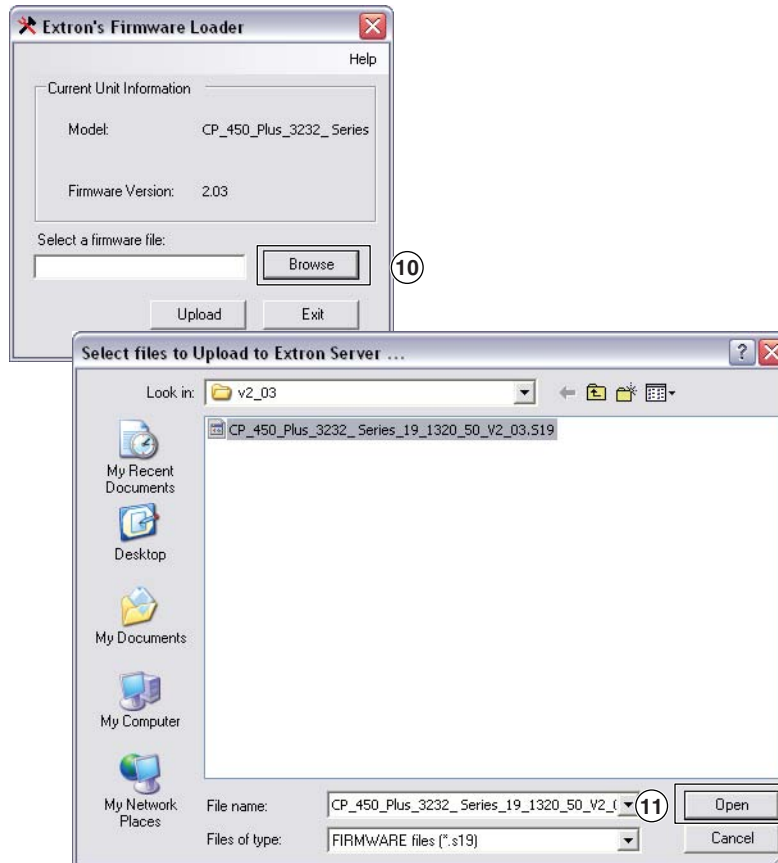 Extron's Firmware Loader
Help
Current Unit Information
Model: CP_450_Plus_3232_ Series
Firmware Version: 2.03
Select a firmware file:
Browse
10
Upload Exit
Select files to Upload to Extron Server ...
Look in: v2_03
CP_450_Plus_3232_ Series_19_1320_50_V2_03.S19
My Recent
Documents
Desktop
My Documents
My Computer
My Network
Places
File name: CP_450_Plus_3232_ Series_19_1320_50_V2_( 11 Open
Files of type: FIRMWARE files (*.s19) Cancel